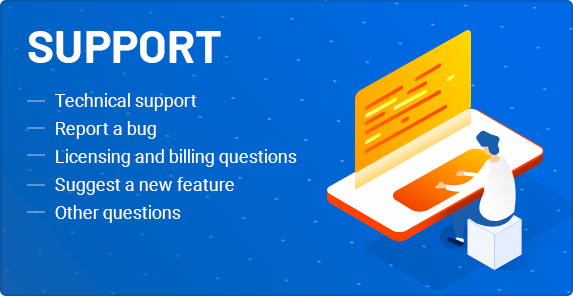 SUPPORT
Technical support
Report a bug
Licensing and billing questions
Suggest a new feature
Other questions